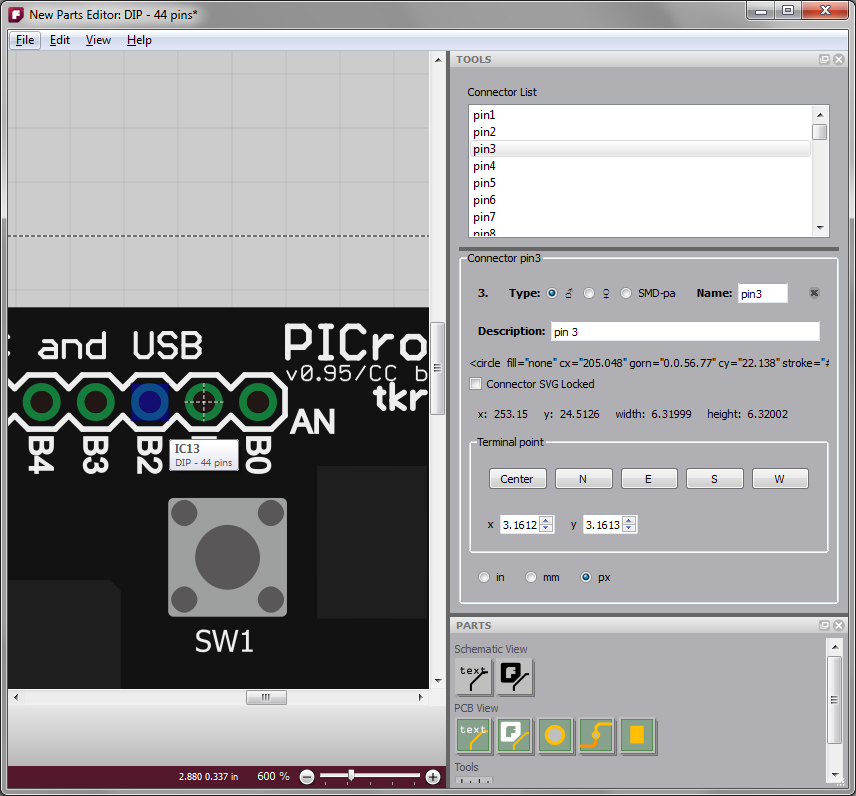 New Parts Editor: DIP - 44 pins*
File Edit View Help
and USB
PICro
v0.95/CC b
tkr
AN
B4 B3 B2 B0
IC13
DIP - 44 pins
SW1
2.880 0.337 in 600 %
TOOLS
Connector List
pin1
pin2
pin3
pin4
pin5
pin6
pin7
pin8
Connector pin3
3. Type: ♂ ♀ SMD-pa Name: pin3
Description: pin 3
<circle fill="none" cx="205.048" gorn="0.0.56.77" cy="22.138" stroke="#
Connector SVG Locked
x: 253.15 y: 24.5126 width: 6.31999 height: 6.32002
Terminal point
Center N E S W
x 3.1612 y 3.1613
in mm px
PARTS
Schematic View
text
PCB View
text
Tools